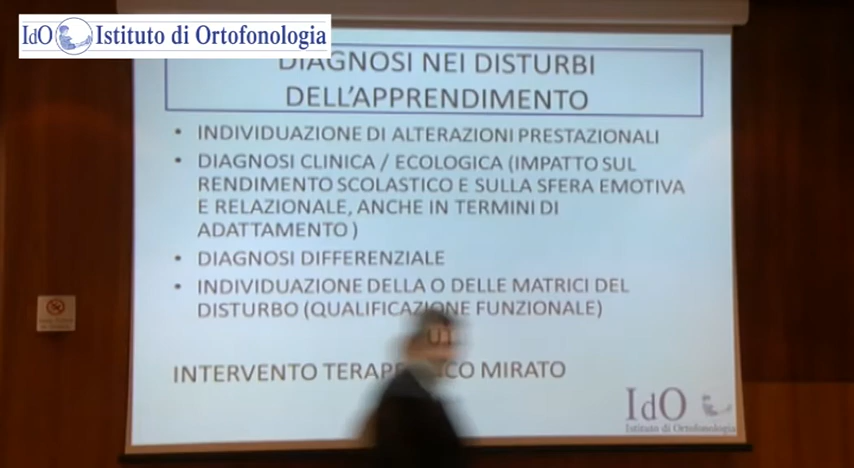 IdO Istituto di Ortofonologia
DIAGNOSI NEI DISTURBI
DELL'APPRENDIMENTO
• INDIVIDUAZIONE DI ALTERAZIONI PRESTAZIONALI
• DIAGNOSI CLINICA / ECOLOGICA (IMPATTO SUL
RENDIMENTO SCOLASTICO E SULLA SFERA EMOTIVA
E RELAZIONALE, ANCHE IN TERMINI DI
ADATTAMENTO )
• DIAGNOSI DIFFERENZIALE
• INDIVIDUAZIONE DELLA O DELLE MATRICI DEL
DISTURBO (QUALIFICAZIONE FUNZIONALE)
INTERVENTO MIRATO
IdO
Istituto di Ortofonologia